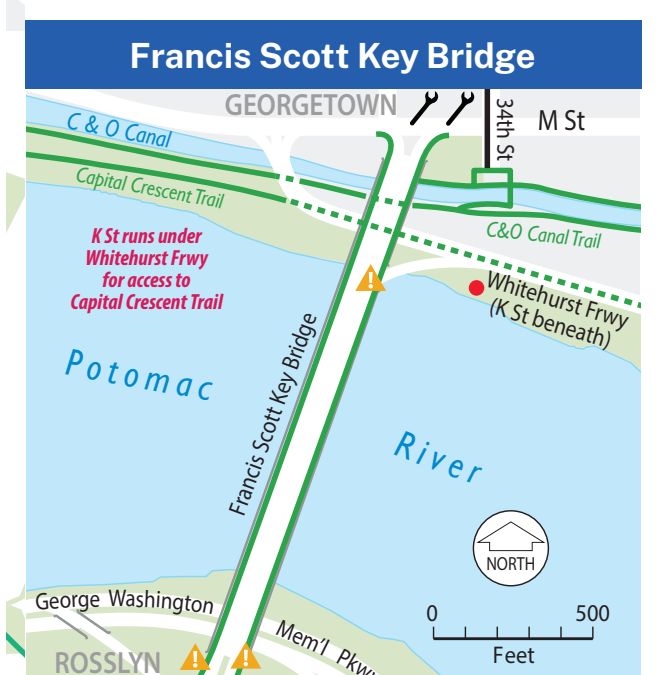 Francis Scott Key Bridge
GEORGETOWN
34th St
M St
C & O Canal
Capital Crescent Trail
C&O Canal Trail
K St runs under
Whitehurst Frwy
for access to
Capital Crescent Trail
Whitehurst Frwy
(K St beneath)
Potomac
River
Francis Scott Key Bridge
NORTH
George Washington
Mem'l Pkwy
ROSSLYN
0 500
Feet